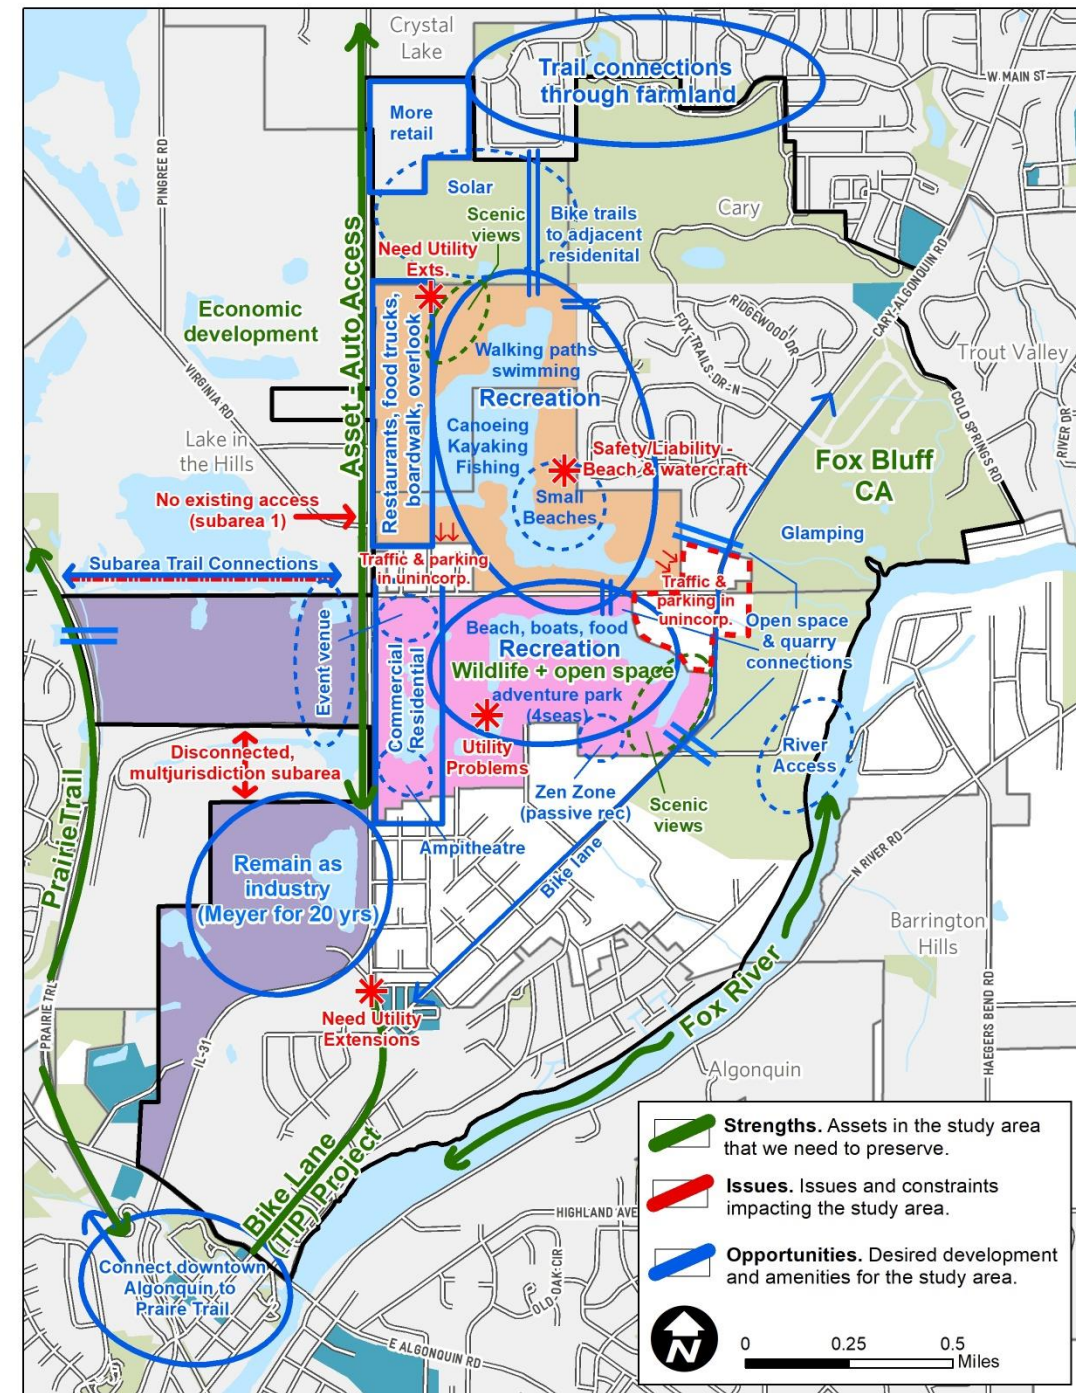 Crystal
Lake
Trail connections
through farmland
W. MAIN ST
More
retail
PINGREE RD
Solar
Scenic
views
Bike trails
to adjacent
residenital
Cary
CARY-ALGONQUIN RD
Need Utility
Exts.
Asset - Auto Access
Economic
development
Restaurants, food trucks,
boardwalk, overlook
RIDGEWOOD DR
FOX-TRAILS-DR-N
Trout Valley
Walking paths
swimming
Recreation
VIRGINIA RD
COLD SPRINGS RD
RIVER DR
Lake in
the Hills
Canoeing
Kayaking
Fishing
Safety/Liability -
Beach & watercraft
Fox Bluff
CA
Small
Beaches
No existing access
(subarea 1)
Glamping
Subarea Trail Connections
Traffic & parking
in unincorp.
Traffic &
parking in
unincorp.
Event venue
Commercial
Residential
Beach, boats, food
Recreation
Wildlife + open space
adventure park
(4seas)
Open space
& quarry
connections
Disconnected,
multjurisdiction subarea
Utility
Problems
River
Access
Zen Zone
(passive rec)
Scenic
views
PrairieTrail
Ampitheatre
Bike lane
N RIVER RD
Remain as
industry
(Meyer for 20 yrs)
Barrington
Hills
HAEGERS BEND RD
Need Utility
Extensions
Fox River
PRAIRIE TRL
IL-31
Algonquin
Bike Lane
(TIP) Project
Strengths. Assets in the study area
that we need to preserve.
Issues. Issues and constraints
impacting the study area.
Opportunities. Desired development
and amenities for the study area.
HIGHLAND AVE
Connect downtown
Algonquin to
Praire Trail
OLD OAK CIR
E ALGONQUIN RD
N
0 0.25 0.5
Miles